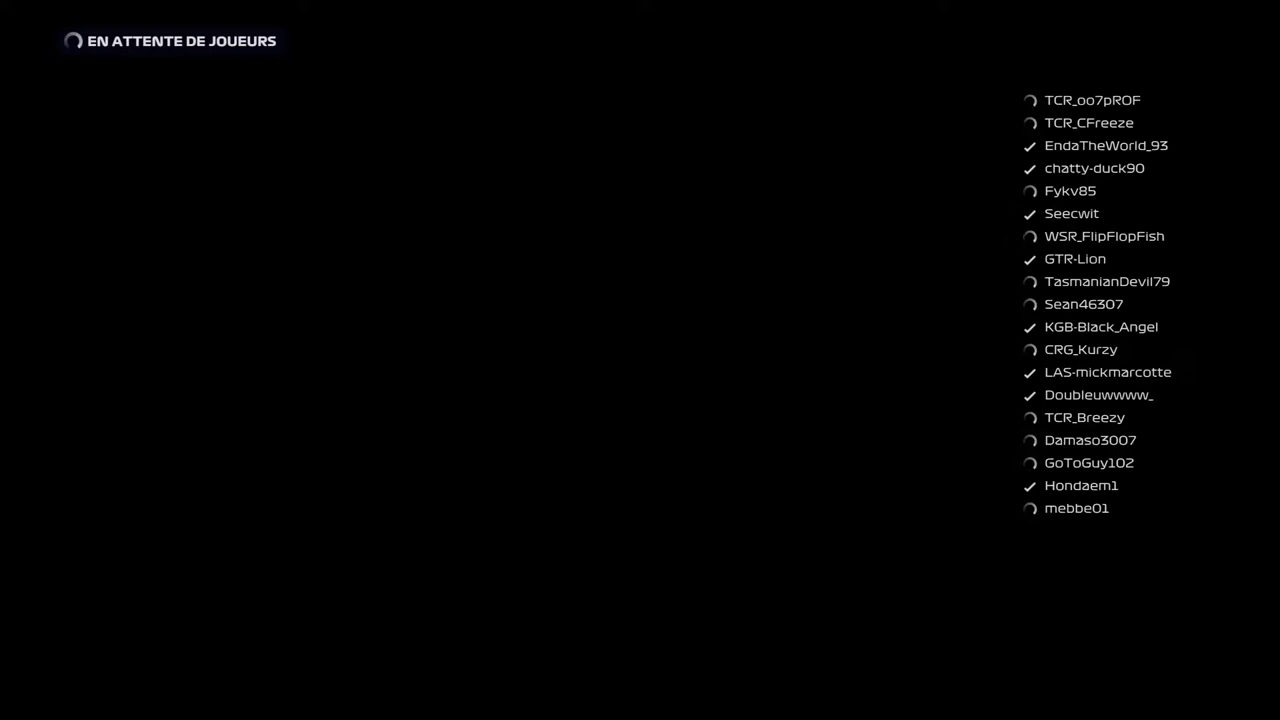 EN ATTENTE DE JOUEURS
TCR_oo7pROF
TCR_CFreeze
EndaTheWorld_93
chatty-duck90
Fykv85
Seecwit
WSR_FlipFlopFish
GTR-Lion
TasmanianDevil79
Sean46307
KGB-Black_Angel
CRG_Kurzy
LAS-mickmarcotte
Doubleuwwww_
TCR_Breezy
Damaso3007
GoToGuy102
Hondaem1
mebbe01